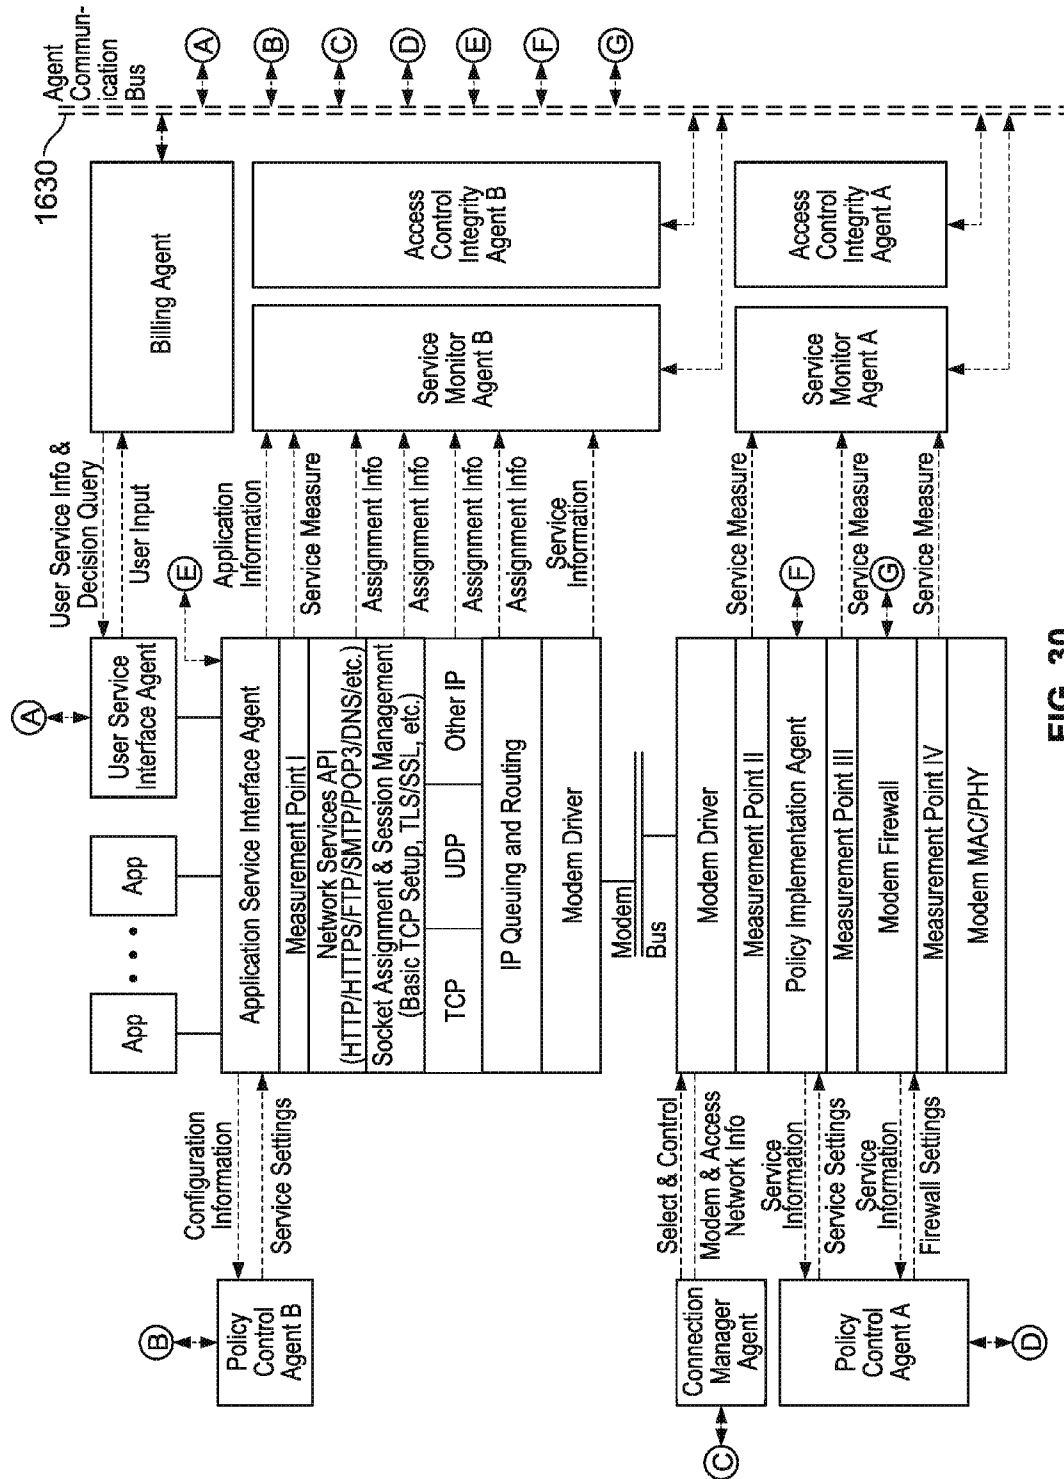 1630
Agent
Commun-
ication
Bus
A
B
C
D
E
F
G
Billing Agent
Access
Control
Integrity
Agent B
Service
Monitor
Agent B
Access
Control
Integrity
Agent A
Service
Monitor
Agent A
User Service Info &
Decision Query
User Input
E
Application
Information
Service Measure
Assignment Info
Assignment Info
Assignment Info
Assignment Info
Service
Information
Service Measure
F
Service Measure
G
Service Measure
A
User Service
Interface Agent
App
App
Application Service Interface Agent
Measurement Point I
Network Services API
(HTTP/HTTPS/FTP/SMTP/POP3/DNS/etc.)
Socket Assignment & Session Management
(Basic TCP Setup, TLS/SSL, etc.)
TCP
UDP
Other IP
IP Queuing and Routing
Modem Driver
Modem
Bus
Modem Driver
Measurement Point II
Policy Implementation Agent
Measurement Point III
Modem Firewall
Measurement Point IV
Modem MAC/PHY
Configuration
Information
Service Settings
Select & Control
Modem & Access
Network Info
Service
Information
Service Settings
Service
Information
Firewall Settings
B
Policy
Control
Agent B
Connection
Manager
Agent
C
Policy
Control
Agent A
D
FIG. 30